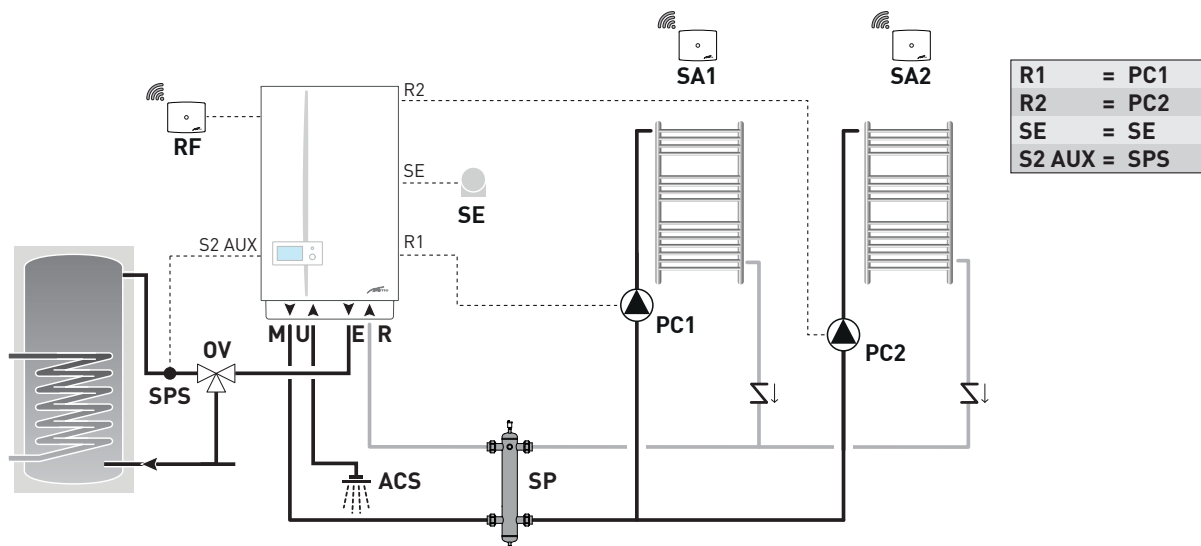 SA1
SA2
R1 = PC1
R2 = PC2
SE = SE
S2 AUX = SPS
R2
RF
SE
SE
S2 AUX
R1
M U E R
PC1
PC2
OV
SPS
ACS
SP